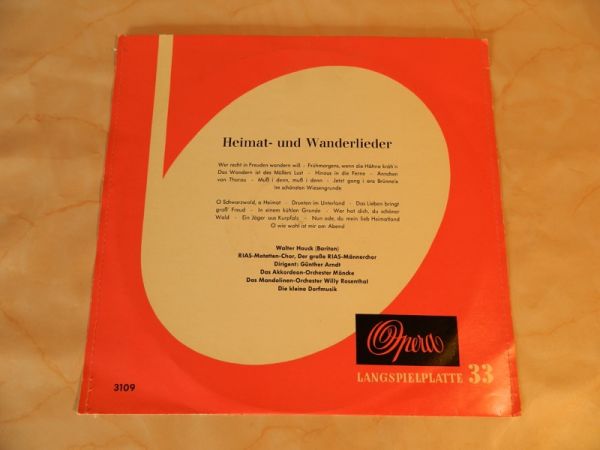 Heimat- und Wanderlieder
Wer recht in Freuden wandern will - Frühmorgens, wenn die Hähne kräh'n
Das Wandern ist des Müllers Lust - Hinaus in die Ferne - Ännchen
von Tharau - Muß i denn, muß i denn - Jetzt gang i ans Brünnele
Im schönsten Wiesengrunde
O Schwarzwald, o Heimat - Drunten im Unterland - Das Lieben bringt
groß' Freud - In einem kühlen Grunde - Wer hat dich, du schöner
Wald - Ein Jäger aus Kurpfalz - Nun ade, du mein lieb Heimatland
O wie wohl ist mir am Abend
Walter Hauck (Bariton)
RIAS-Motetten-Chor, Der große RIAS-Männerchor
Dirigent: Günther Arndt
Das Akkordeon-Orchester Möncke
Das Mandolinen-Orchester Willy Rosenthal
Die kleine Dorfmusik
Opera
LANGSPIELPLATTE 33
3109